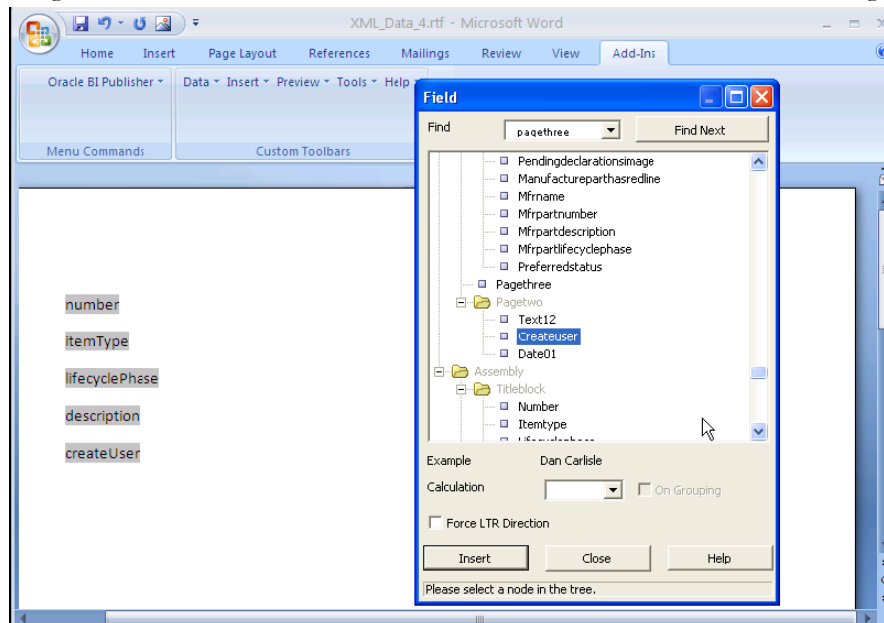 XML_Data_4.rtf - Microsoft Word
Home Insert Page Layout References Mailings Review View Add-Ins
Oracle BI Publisher Data Insert Preview Tools Help
Menu Commands Custom Toolbars
number
itemType
lifecyclePhase
description
createUser
Field
Find pagethree Find Next
Pendingdeclarationsimage
Manufactureparthasredline
Mfrname
Mfrpartnumber
Mfrpartdescription
Mfrpartlifecyclephase
Preferredstatus
Pagethree
Pagetwo
Text12
Createuser
Date01
Assembly
Titleblock
Number
Itemtype
Example Dan Carlisle
Calculation On Grouping
Force LTR Direction
Insert Close Help
Please select a node in the tree.